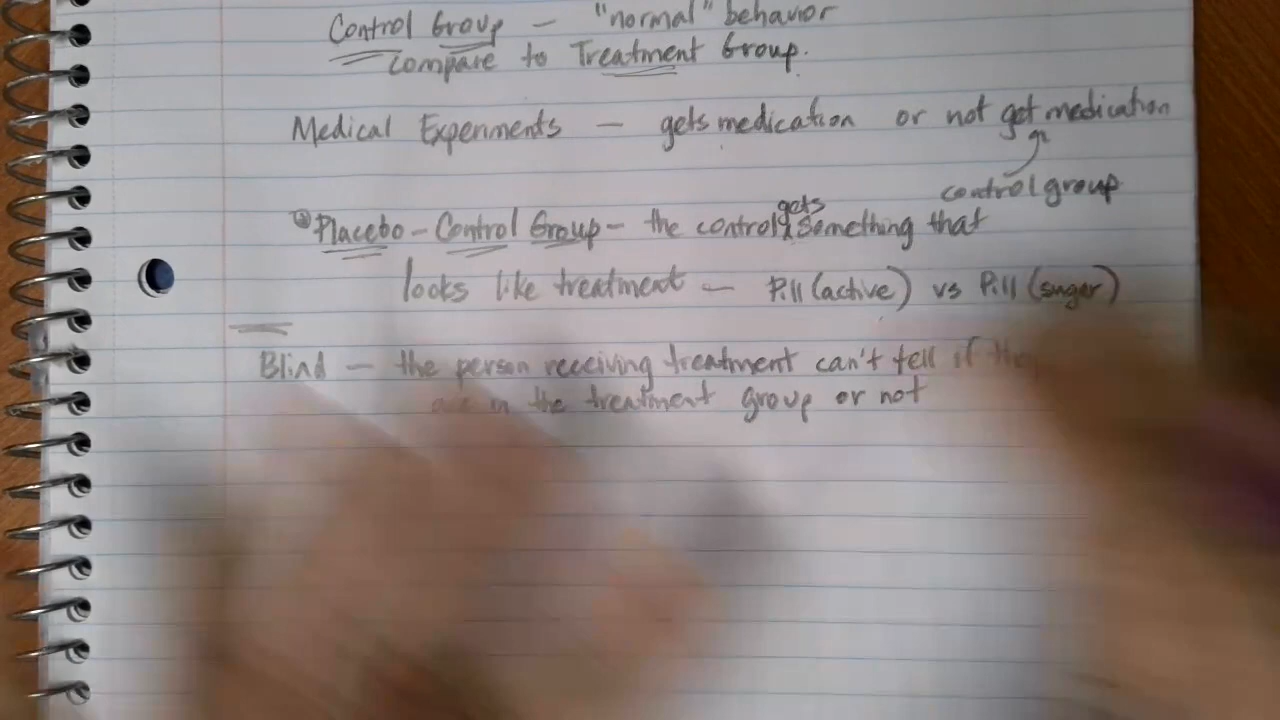 Control Group - "normal" behavior
compare to Treatment Group.
Medical Experiments - gets medication or not get medication
control group
Placebo - Control Group - the control gets something that
looks like treatment - Pill (active) vs Pill (sugar)
Blind - the person receiving treatment can't tell if they
are in the treatment group or not